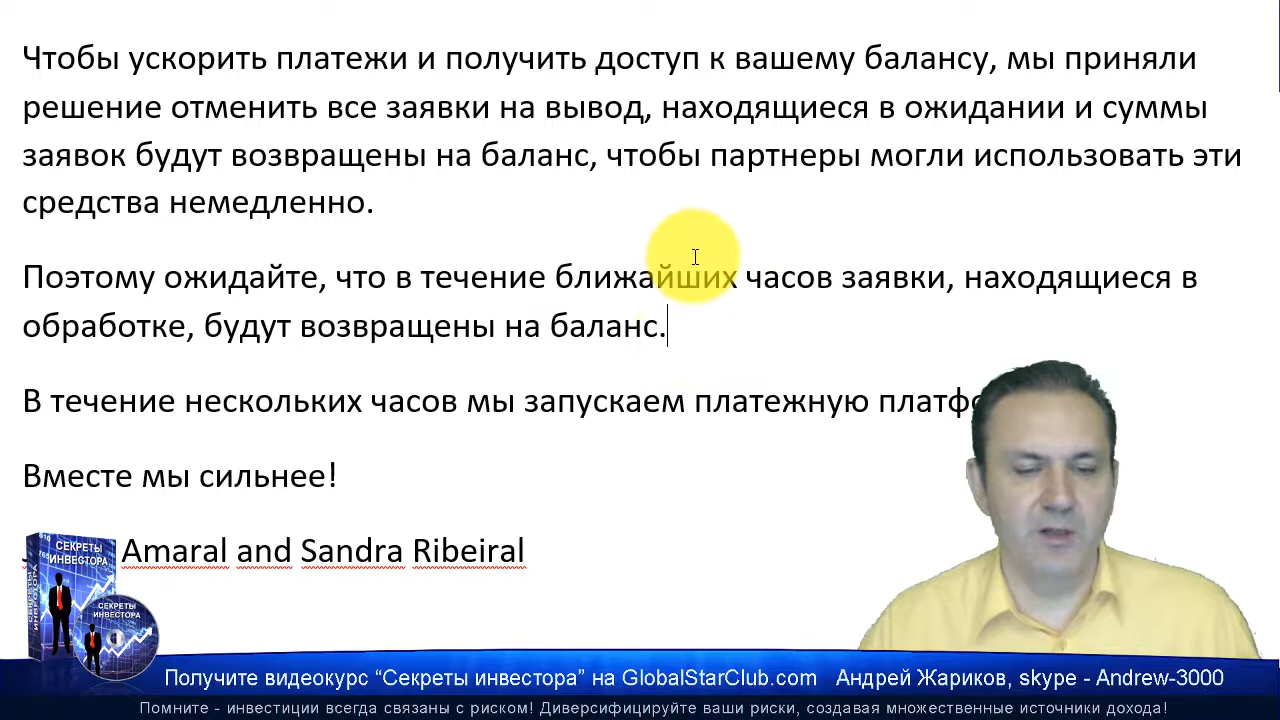 Чтобы ускорить платежи и получить доступ к вашему балансу, мы приняли
решение отменить все заявки на вывод, находящиеся в ожидании и суммы
заявок будут возвращены на баланс, чтобы партнеры могли использовать эти
средства немедленно.
Поэтому ожидайте, что в течение ближайших часов заявки, находящиеся в
обработке, будут возвращены на баланс.
В течение нескольких часов мы запускаем платежную
Вместе мы сильнее!
Amaral and Sandra Ribeiral
СЕКРЕТЫ
ИНВЕСТОРА
СЕКРЕТЫ
ИНВЕСТОРА
Получите видеокурс “Секреты инвестора” на GlobalStarClub.com Андрей Жариков, skype - Andrew-3000
Помните - инвестиции всегда связаны с риском! Диверсифицируйте ваши риски, создавая множественные источники дохода!